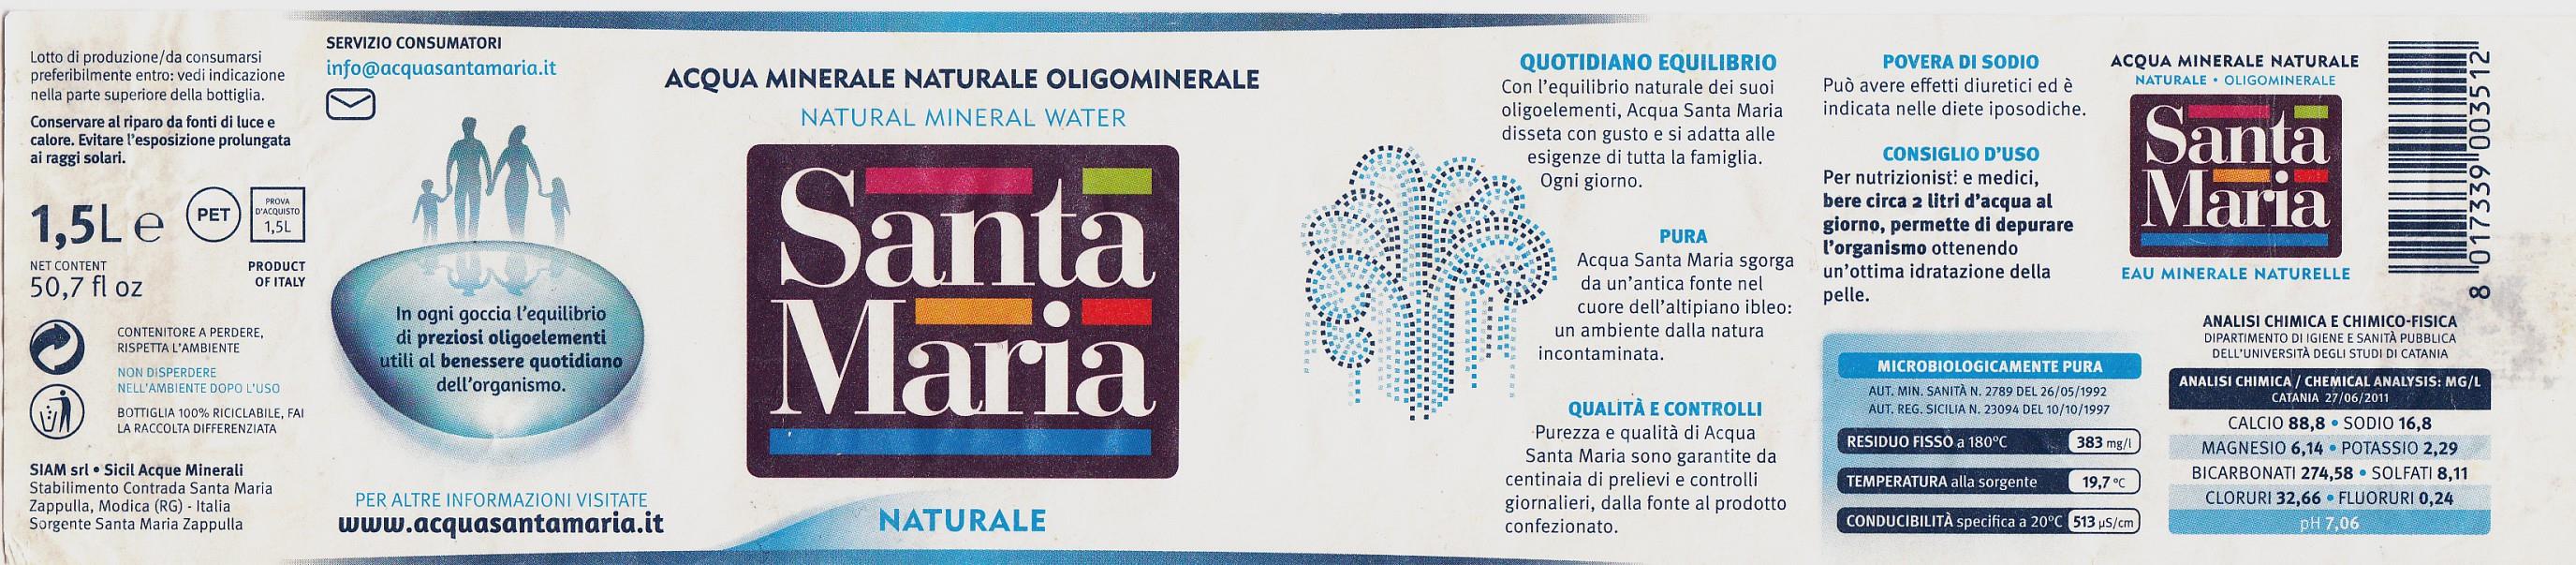 Lotto di produzione/da consumarsi
preferibilmente entro: vedi indicazione
nella parte superiore della bottiglia.
Conservare al riparo da fonti di luce e
calore. Evitare l'esposizione prolungata
ai raggi solari.
1,5L e
PET
PROVA
D'ACQUISTO
1,5L
NET CONTENT
50,7 fl oz
PRODUCT
OF ITALY
CONTENITORE A PERDERE,
RISPETTA L'AMBIENTE
NON DISPERDERE
NELL'AMBIENTE DOPO L'USO
BOTTIGLIA 100% RICICLABILE, FAI
LA RACCOLTA DIFFERENZIATA
SIAM srl • Sicil Acque Minerali
Stabilimento Contrada Santa Maria
Zappulla, Modica (RG) - Italia
Sorgente Santa Maria Zappulla
SERVIZIO CONSUMATORI
info@acquasantamaria.it
In ogni goccia l'equilibrio
di preziosi oligoelementi
utili al benessere quotidiano
dell'organismo.
PER ALTRE INFORMAZIONI VISITATE
www.acquasantamaria.it
ACQUA MINERALE NATURALE OLIGOMINERALE
NATURAL MINERAL WATER
Santa
Maria
NATURALE
QUOTIDIANO EQUILIBRIO
Con l'equilibrio naturale dei suoi
oligoelementi, Acqua Santa Maria
disseta con gusto e si adatta alle
esigenze di tutta la famiglia.
Ogni giorno.
PURA
Acqua Santa Maria sgorga
da un'antica fonte nel
cuore dell'altipiano ibleo:
un ambiente dalla natura
incontaminata.
QUALITÀ E CONTROLLI
Purezza e qualità di Acqua
Santa Maria sono garantite da
centinaia di prelievi e controlli
giornalieri, dalla fonte al prodotto
confezionato.
POVERA DI SODIO
Può avere effetti diuretici ed è
indicata nelle diete iposodiche.
CONSIGLIO D'USO
Per nutrizionisti e medici,
bere circa 2 litri d'acqua al
giorno, permette di depurare
l'organismo ottenendo
un'ottima idratazione della
pelle.
MICROBIOLOGICAMENTE PURA
AUT. MIN. SANITÀ N. 2789 DEL 26/05/1992
AUT. REG. SICILIA N. 23094 DEL 10/10/1997
RESIDUO FISSO a 180°C 383 mg/l
TEMPERATURA alla sorgente 19,7 °C
CONDUCIBILITÀ specifica a 20°C 513 µS/cm
ACQUA MINERALE NATURALE
NATURALE • OLIGOMINERALE
Santa
Maria
EAU MINERALE NATURELLE
8 017339 003512
ANALISI CHIMICA E CHIMICO-FISICA
DIPARTIMENTO DI IGIENE E SANITÀ PUBBLICA
DELL'UNIVERSITÀ DEGLI STUDI DI CATANIA
ANALISI CHIMICA / CHEMICAL ANALYSIS: MG/L
CATANIA 27/06/2011
CALCIO 88,8 • SODIO 16,8
MAGNESIO 6,14 • POTASSIO 2,29
BICARBONATI 274,58 • SOLFATI 8,11
CLORURI 32,66 • FLUORURI 0,24
pH 7,06